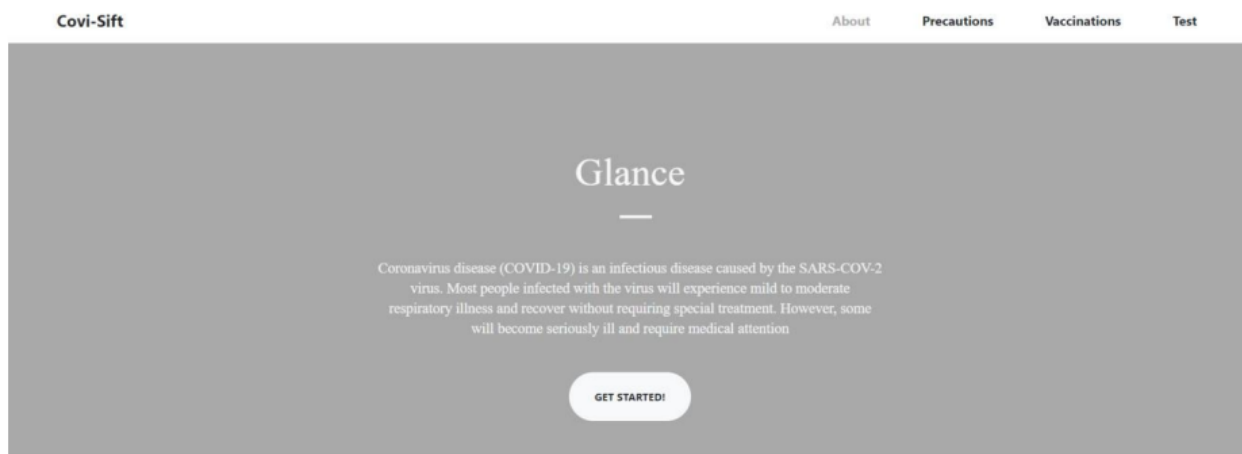 Covi-Sift About Precautions Vaccinations Test
Glance
Coronavirus disease (COVID-19) is an infectious disease caused by the SARS-COV-2
virus. Most people infected with the virus will experience mild to moderate
respiratory illness and recover without requiring special treatment. However, some
will become seriously ill and require medical attention
GET STARTED!